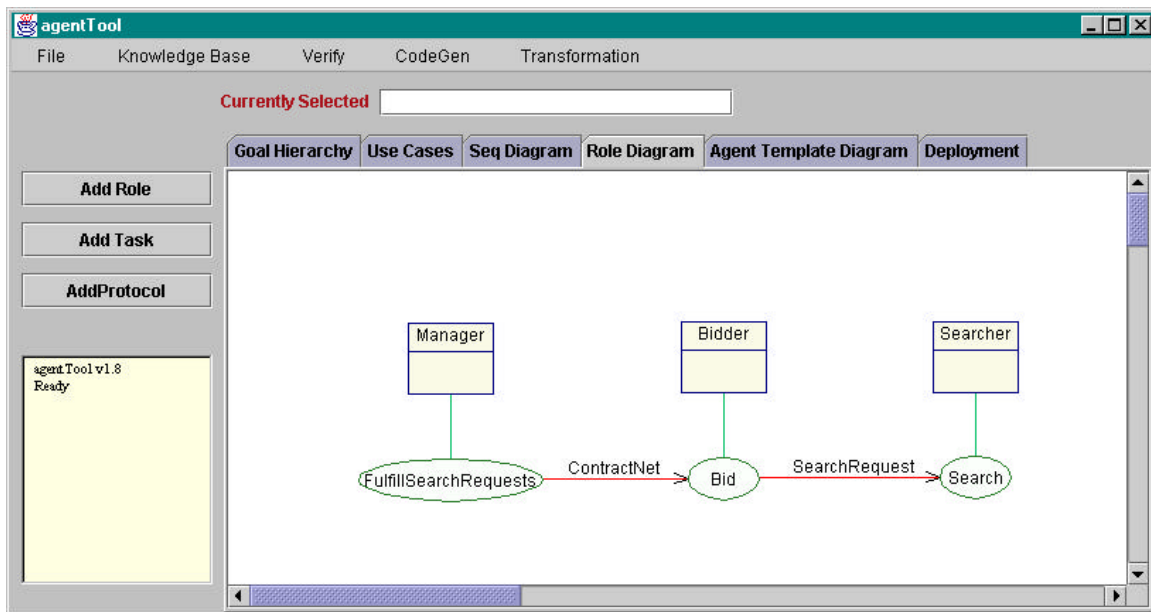 agentTool
File Knowledge Base Verify CodeGen Transformation
Currently Selected
Goal Hierarchy Use Cases Seq Diagram Role Diagram Agent Template Diagram Deployment
Add Role
Add Task
AddProtocol
agentTool v1.8
Ready
Manager Bidder Searcher
ContractNet SearchRequest
FulfillSearchRequests Bid Search